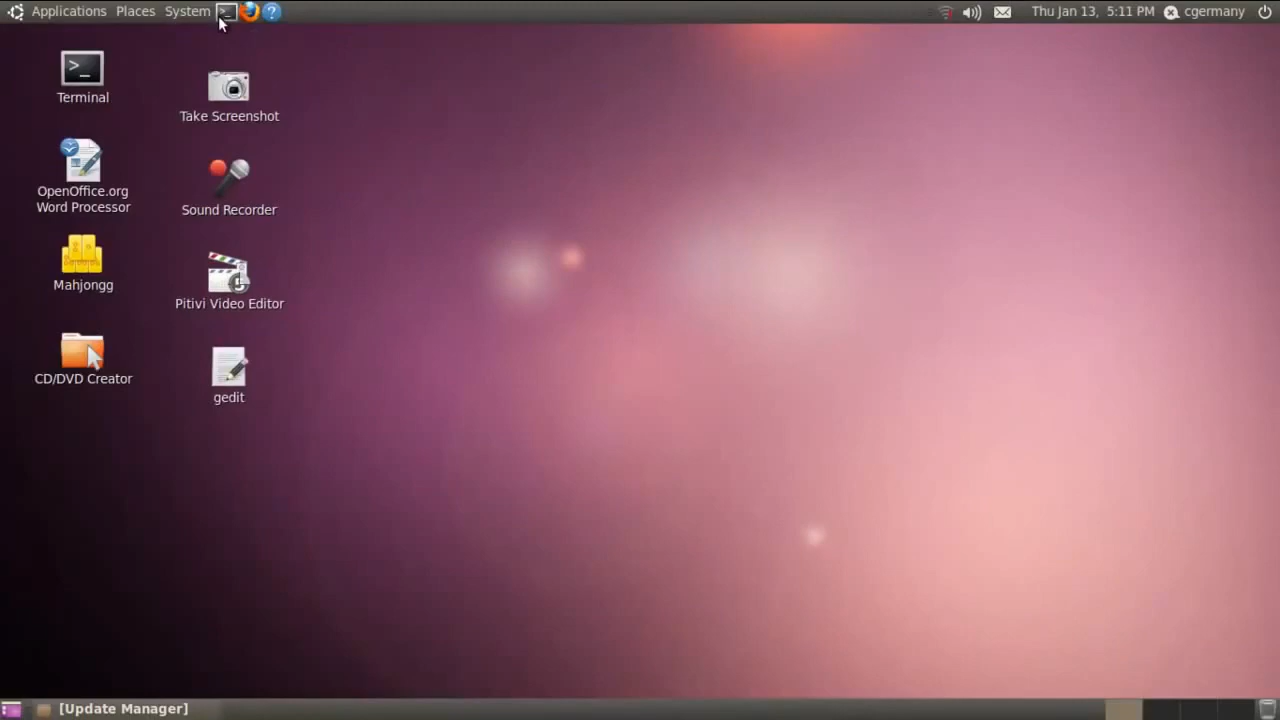 Applications Places System
Thu Jan 13, 5:11 PM cgermany
Terminal
OpenOffice.org
Word Processor
Mahjongg
CD/DVD Creator
Take Screenshot
Sound Recorder
Pitivi Video Editor
gedit
[Update Manager]